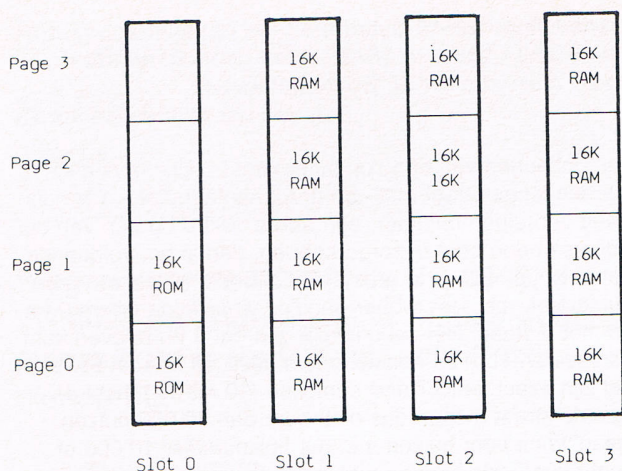 Page 3
16K
RAM
16K
RAM
16K
RAM
Page 2
16K
RAM
16K
16K
16K
RAM
Page 1
16K
ROM
16K
RAM
16K
RAM
16K
RAM
Page 0
16K
ROM
16K
RAM
16K
RAM
16K
RAM
Slot 0
Slot 1
Slot 2
Slot 3